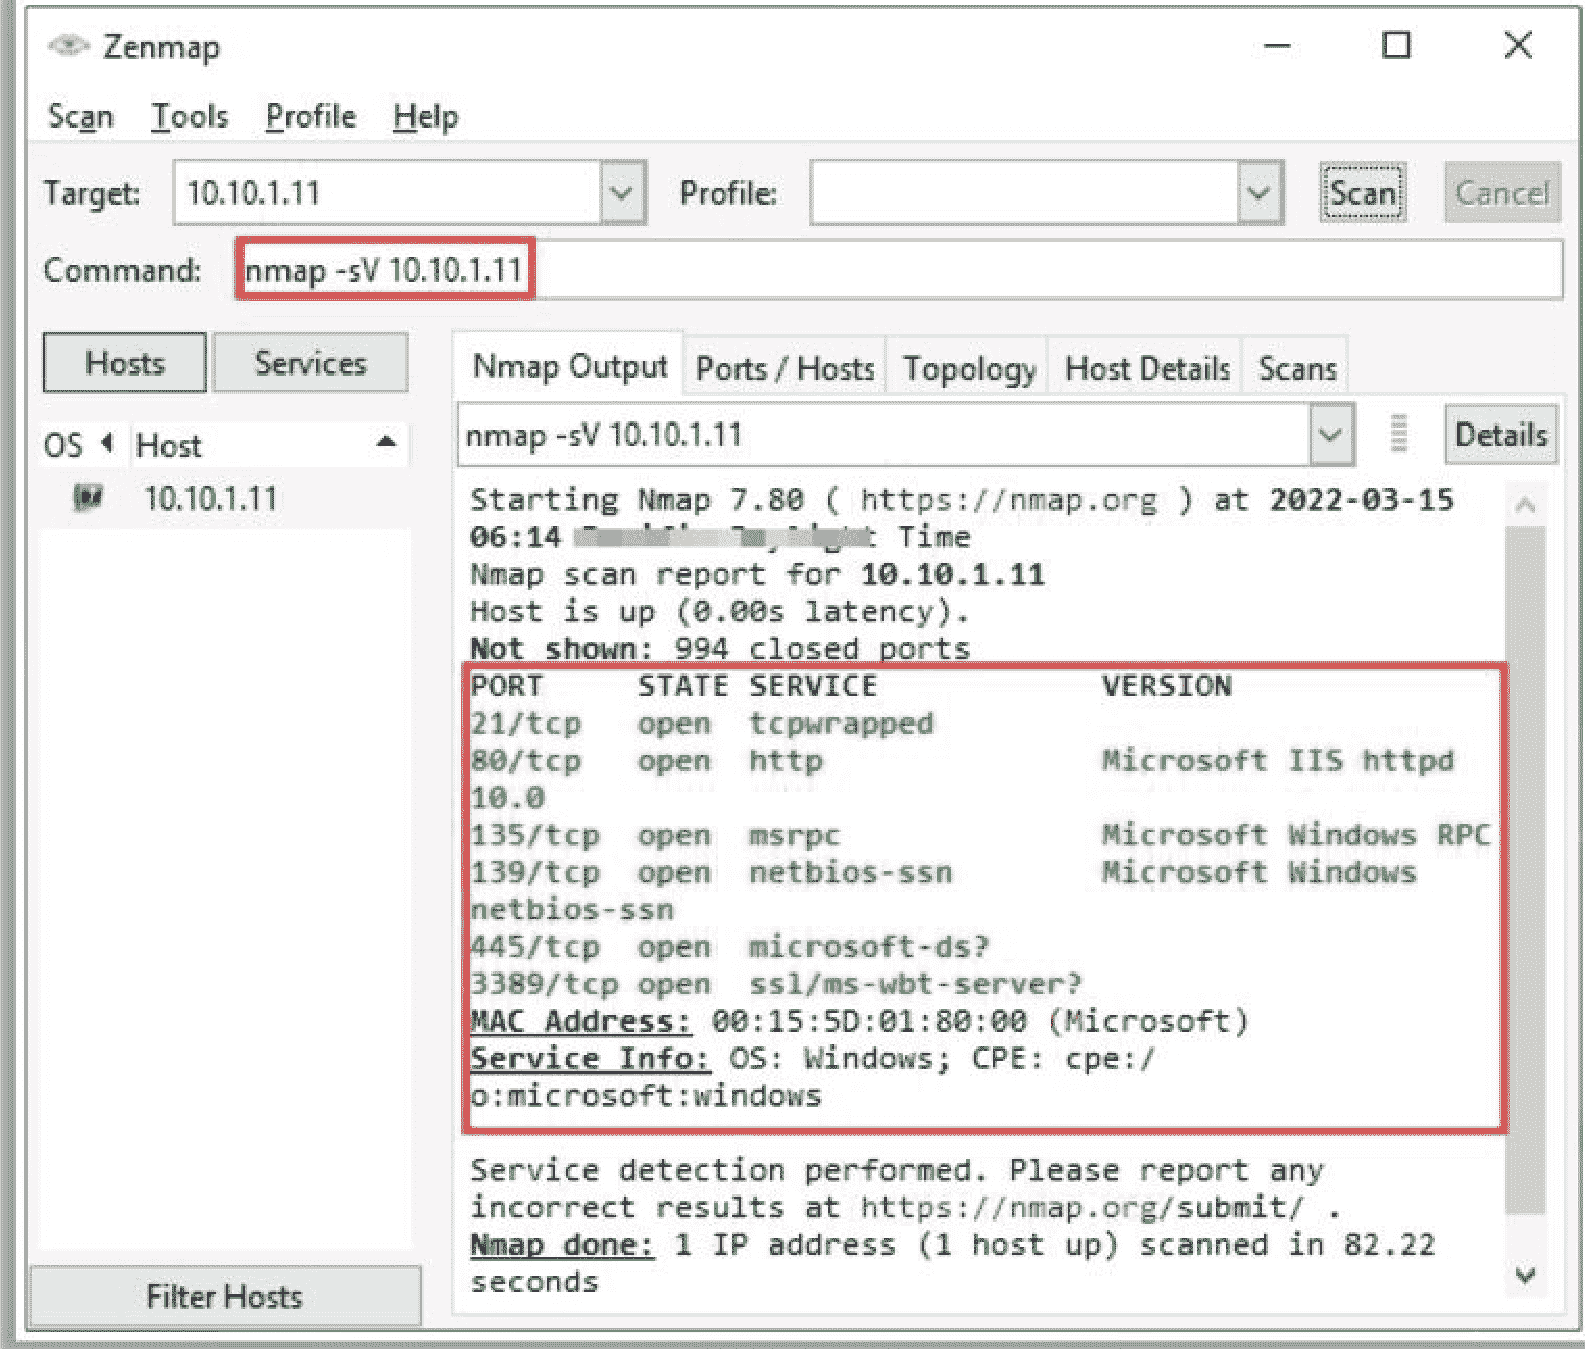 Zenmap
Scan Tools Profile Help
Target: 10.10.1.11 Profile: Scan Cancel
Command: nmap -sV 10.10.1.11
Hosts Services
Nmap Output Ports / Hosts Topology Host Details Scans
OS Host
10.10.1.11
nmap -sV 10.10.1.11 Details
Starting Nmap 7.80 ( https://nmap.org ) at 2022-03-15
06:14 Time
Nmap scan report for 10.10.1.11
Host is up (0.00s latency).
Not shown: 994 closed ports
PORT STATE SERVICE VERSION
21/tcp open tcpwrapped
80/tcp open http Microsoft IIS httpd
10.0
135/tcp open msrpc Microsoft Windows RPC
139/tcp open netbios-ssn Microsoft Windows
netbios-ssn
445/tcp open microsoft-ds?
3389/tcp open ssl/ms-wbt-server?
MAC Address: 00:15:5D:01:80:00 (Microsoft)
Service Info: OS: Windows; CPE: cpe:/
o:microsoft:windows
Service detection performed. Please report any
incorrect results at https://nmap.org/submit/ .
Nmap done: 1 IP address (1 host up) scanned in 82.22
seconds
Filter Hosts